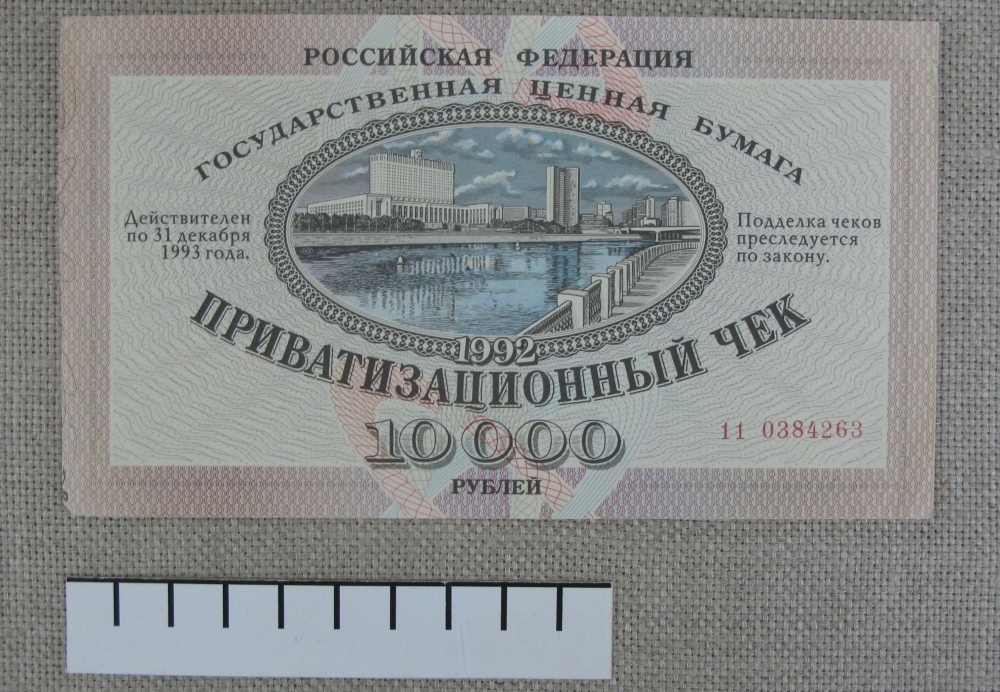 РОССИЙСКАЯ ФЕДЕРАЦИЯ
ГОСУДАРСТВЕННАЯ ЦЕННАЯ БУМАГА
Действителен
по 31 декабря
1993 года.
Подделка чеков
преследуется
по закону.
1992
ПРИВАТИЗАЦИОННЫЙ ЧЕК
10 000
РУБЛЕЙ
11 0384263